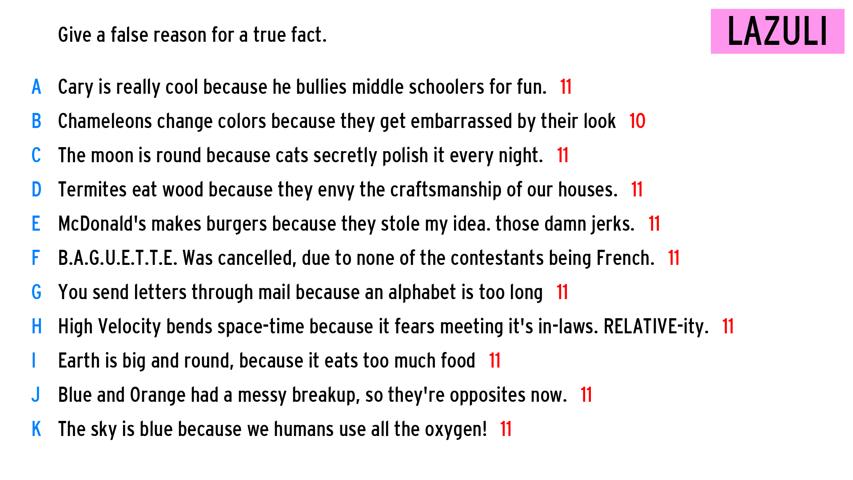 Give a false reason for a true fact.
LAZULI
A Cary is really cool because he bullies middle schoolers for fun. 11
B Chameleons change colors because they get embarrassed by their look 10
C The moon is round because cats secretly polish it every night. 11
D Termites eat wood because they envy the craftsmanship of our houses. 11
E McDonald's makes burgers because they stole my idea. those damn jerks. 11
F B.A.G.U.E.T.T.E. Was cancelled, due to none of the contestants being French. 11
G You send letters through mail because an alphabet is too long 11
H High Velocity bends space-time because it fears meeting it's in-laws. RELATIVE-ity. 11
I Earth is big and round, because it eats too much food 11
J Blue and Orange had a messy breakup, so they're opposites now. 11
K The sky is blue because we humans use all the oxygen! 11